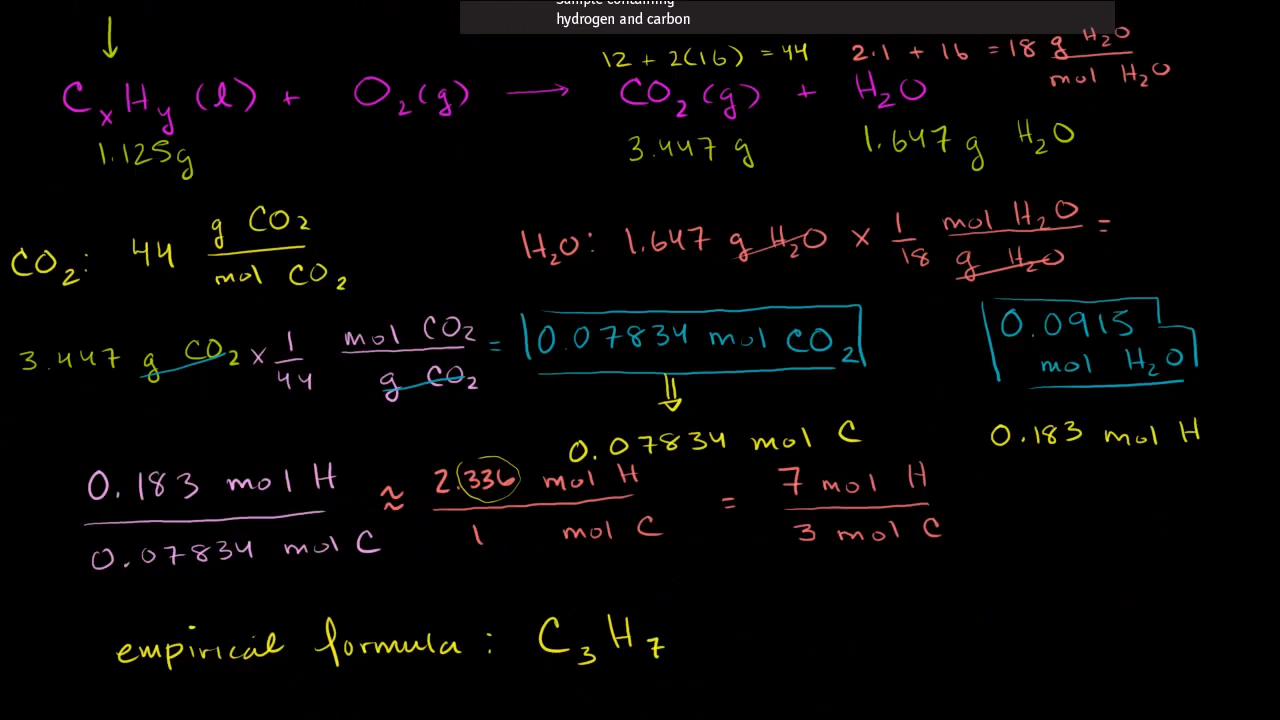 Sample containing
hydrogen and carbon
12 + 2(16) = 44
2·1 + 16 = 18 g H₂O / mol H₂O
CₓHᵧ (l) + O₂(g) → CO₂(g) + H₂O
1.125g 3.447 g 1.647 g H₂O
CO₂: 44 g CO₂ / mol CO₂
H₂O: 1.647 g H₂O × 1/18 mol H₂O / g H₂O =
3.447 g CO₂ × 1/44 mol CO₂ / g CO₂ = 0.07834 mol CO₂
0.0915
mol H₂O
⇓
0.07834 mol C
0.183 mol H
0.183 mol H / 0.07834 mol C ≈ 2.336 mol H / 1 mol C = 7 mol H / 3 mol C
empirical formula: C₃H₇